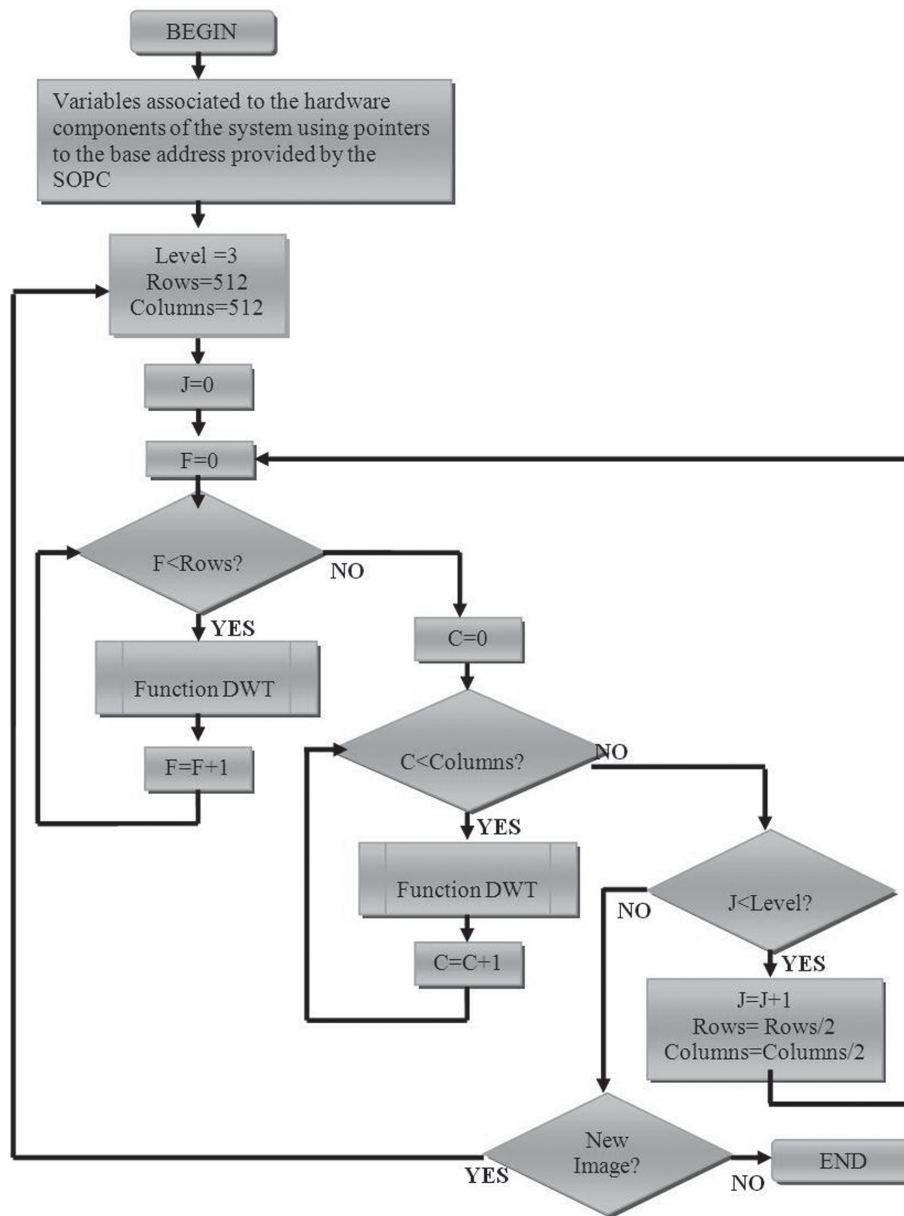 BEGIN
Variables associated to the hardware
components of the system using pointers
to the base address provided by the
SOPC
Level =3
Rows=512
Columns=512
J=0
F=0
F<Rows?
NO
YES
Function DWT
F=F+1
C=0
C<Columns?
NO
YES
Function DWT
C=C+1
J<Level?
NO
YES
J=J+1
Rows= Rows/2
Columns=Columns/2
New
Image?
YES
NO
END